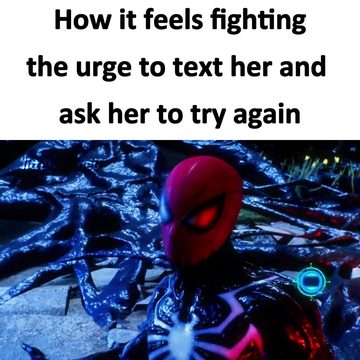 How it feels fighting
the urge to text her and
ask her to try again